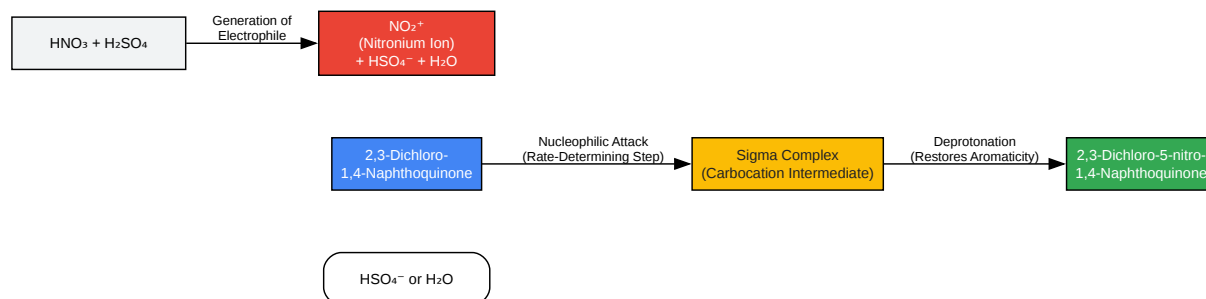 HNO₃ + H₂SO₄
Generation of
Electrophile
NO₂⁺
(Nitronium Ion)
+ HSO₄⁻ + H₂O
2,3-Dichloro-
1,4-Naphthoquinone
Nucleophilic Attack
(Rate-Determining Step)
Sigma Complex
(Carbocation Intermediate)
Deprotonation
(Restores Aromaticity)
2,3-Dichloro-5-nitro-
1,4-Naphthoquinone
HSO₄⁻ or H₂O